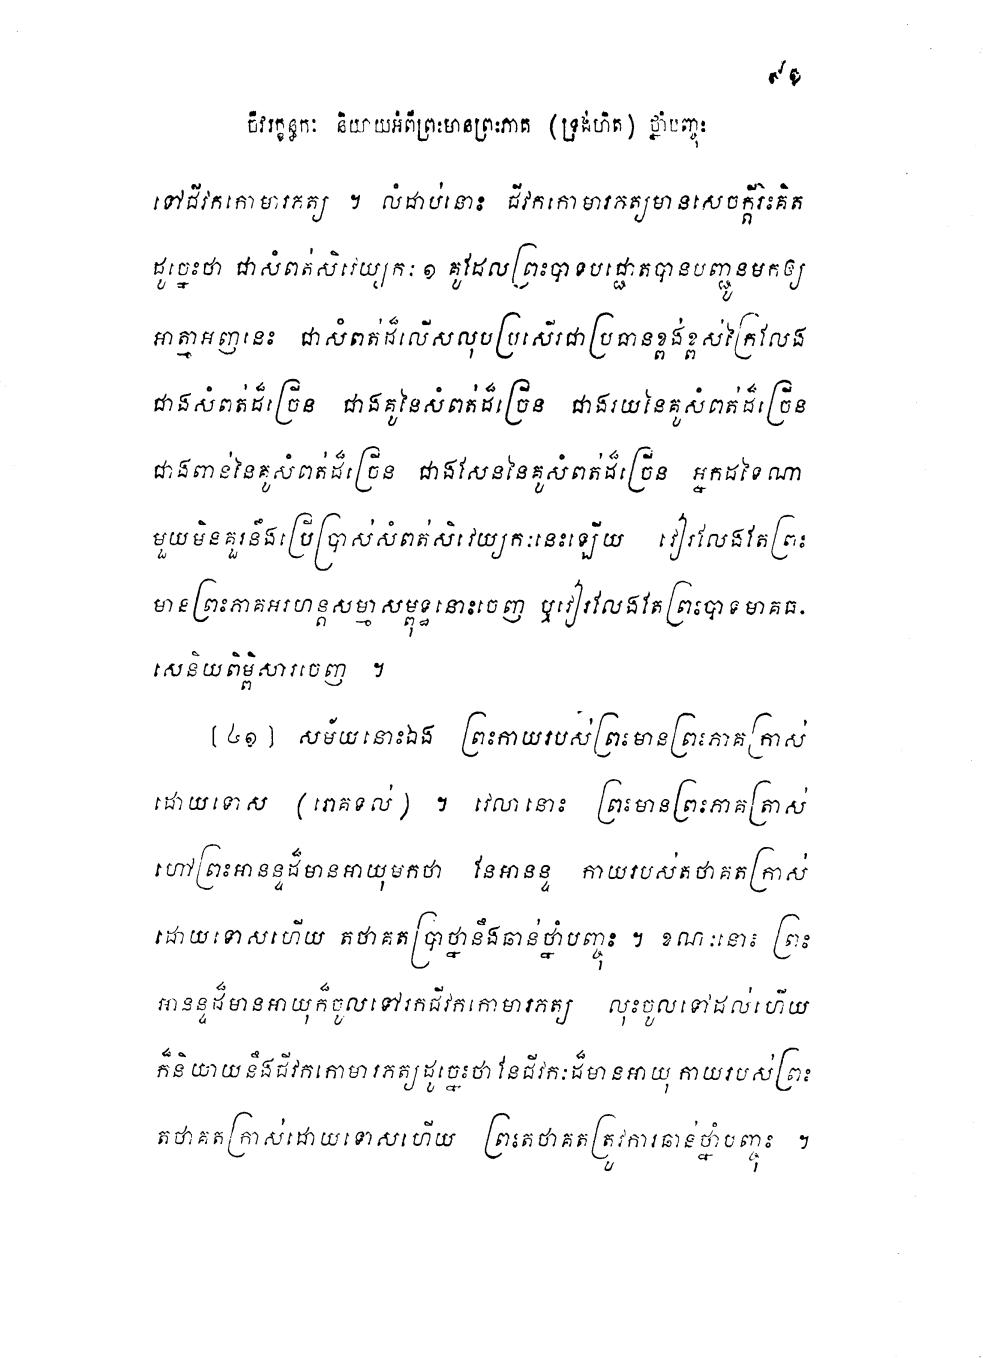 ៩១
ចីវរក្ខន្ធកៈ និយាយអំពីព្រះមានព្រះភាគ (ទ្រង់ហិត) ថ្នាំបញ្ចុះ
ទៅជីវកកោមារភត្យ ។ លំដាប់នោះ ជីវកកោមារភត្យមានសេចក្តីរិះគិត
ដូច្នេះថា ជាសំពត់សិវេយ្យកៈ ១ គូដែលព្រះបាទបជ្ជោតបានបញ្ជូនមកឲ្យ
អាត្មាអញនេះ ជាសំពត់ដ៏លើសលុបប្រសើរជាប្រធានខ្ពង់ខ្ពស់ក្រៃលែង
ជាងសំពត់ដ៏ច្រើន ជាងគូនៃសំពត់ដ៏ច្រើន ជាងរយនៃគូសំពត់ដ៏ច្រើន
ជាងពាន់នៃគូសំពត់ដ៏ច្រើន ជាងសែននៃគូសំពត់ដ៏ច្រើន អ្នកដទៃណា
មួយមិនគួរនឹងប្រើប្រាស់សំពត់សិវេយ្យកៈនេះឡើយ វៀរលែងតែព្រះ
មានព្រះភាគអរហន្តសម្មាសម្ពុទ្ធនោះចេញ ឬវៀរលែងតែព្រះបាទមាគធ.
សេនិយពិម្ពិសារចេញ ។
[៤១] សម័យនោះឯង ព្រះកាយរបស់ព្រះមានព្រះភាគក្រាស់
ដោយទោស (រោគទល់) ។ វេលានោះ ព្រះមានព្រះភាគត្រាស់
ហៅព្រះអានន្ទដ៏មានអាយុមកថា នែអានន្ទ កាយរបស់តថាគតក្រាស់
ដោយទោសហើយ តថាគតប្រាថ្នានឹងឆាន់ថ្នាំបញ្ចុះ ។ ខណៈនោះ ព្រះ
អានន្ទដ៏មានអាយុក៏ចូលទៅរកជីវកកោមារភត្យ លុះចូលទៅដល់ហើយ
ក៏និយាយនឹងជីវកកោមារភត្យដូច្នេះថា នែជីវកៈដ៏មានអាយុ កាយរបស់ព្រះ
តថាគតក្រាស់ដោយទោសហើយ ព្រះតថាគតត្រូវការឆាន់ថ្នាំបញ្ចុះ ។